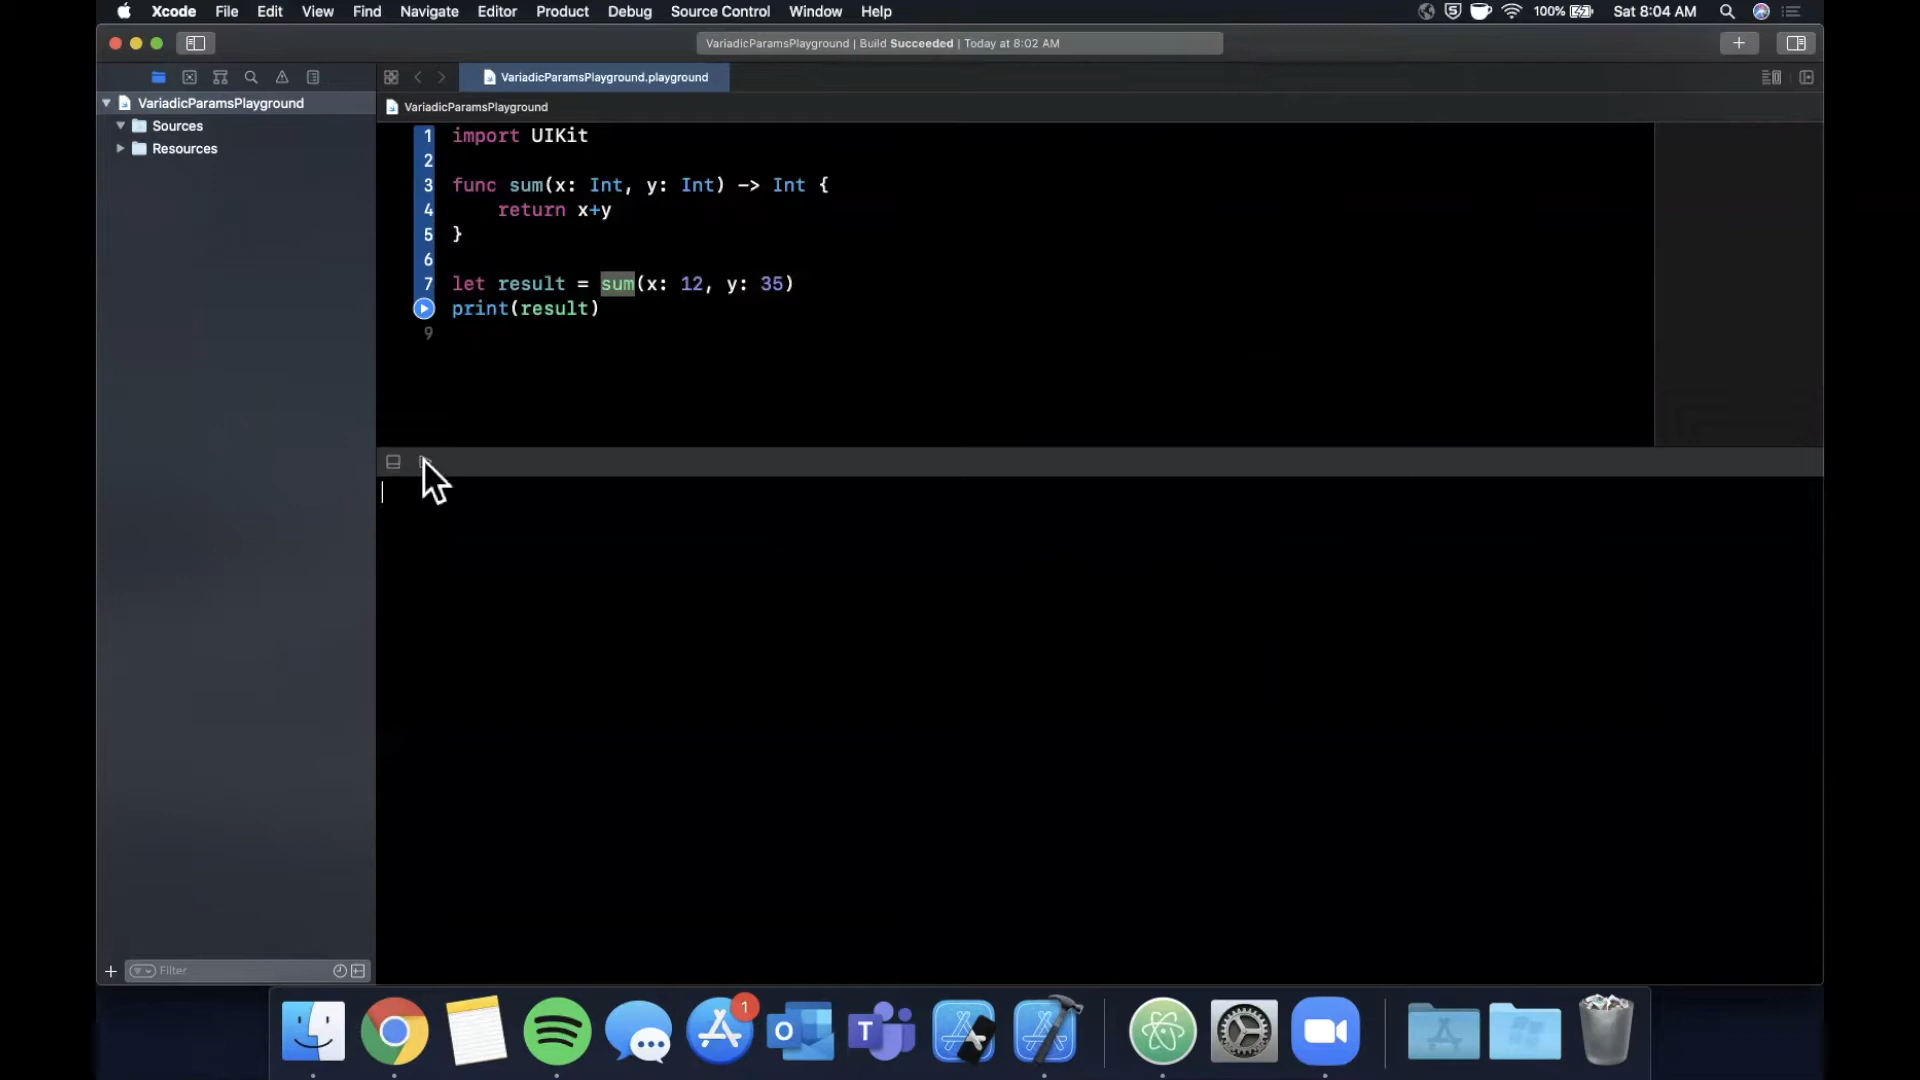 Xcode File Edit View Find Navigate Editor Product Debug Source Control Window Help
5 100% Sat 8:04 AM
VariadicParamsPlayground | Build Succeeded | Today at 8:02 AM
VariadicParamsPlayground.playground
VariadicParamsPlayground
Sources
Resources
VariadicParamsPlayground
1 import UIKit
2
3 func sum(x: Int, y: Int) -> Int {
4 return x+y
5 }
6
7 let result = sum(x: 12, y: 35)
print(result)
9
Filter
1
O
T